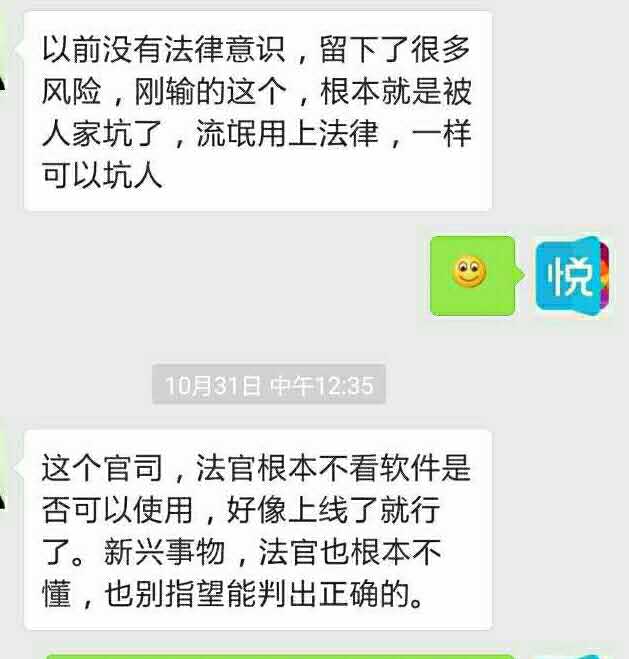 以前没有法律意识，留下了很多
风险，刚输的这个，根本就是被
人家坑了，流氓用上法律，一样
可以坑人
悦
10月31日 中午12:35
这个官司，法官根本不看软件是
否可以使用，好像上线了就行
了。新兴事物，法官也根本不
懂，也别指望能判出正确的。